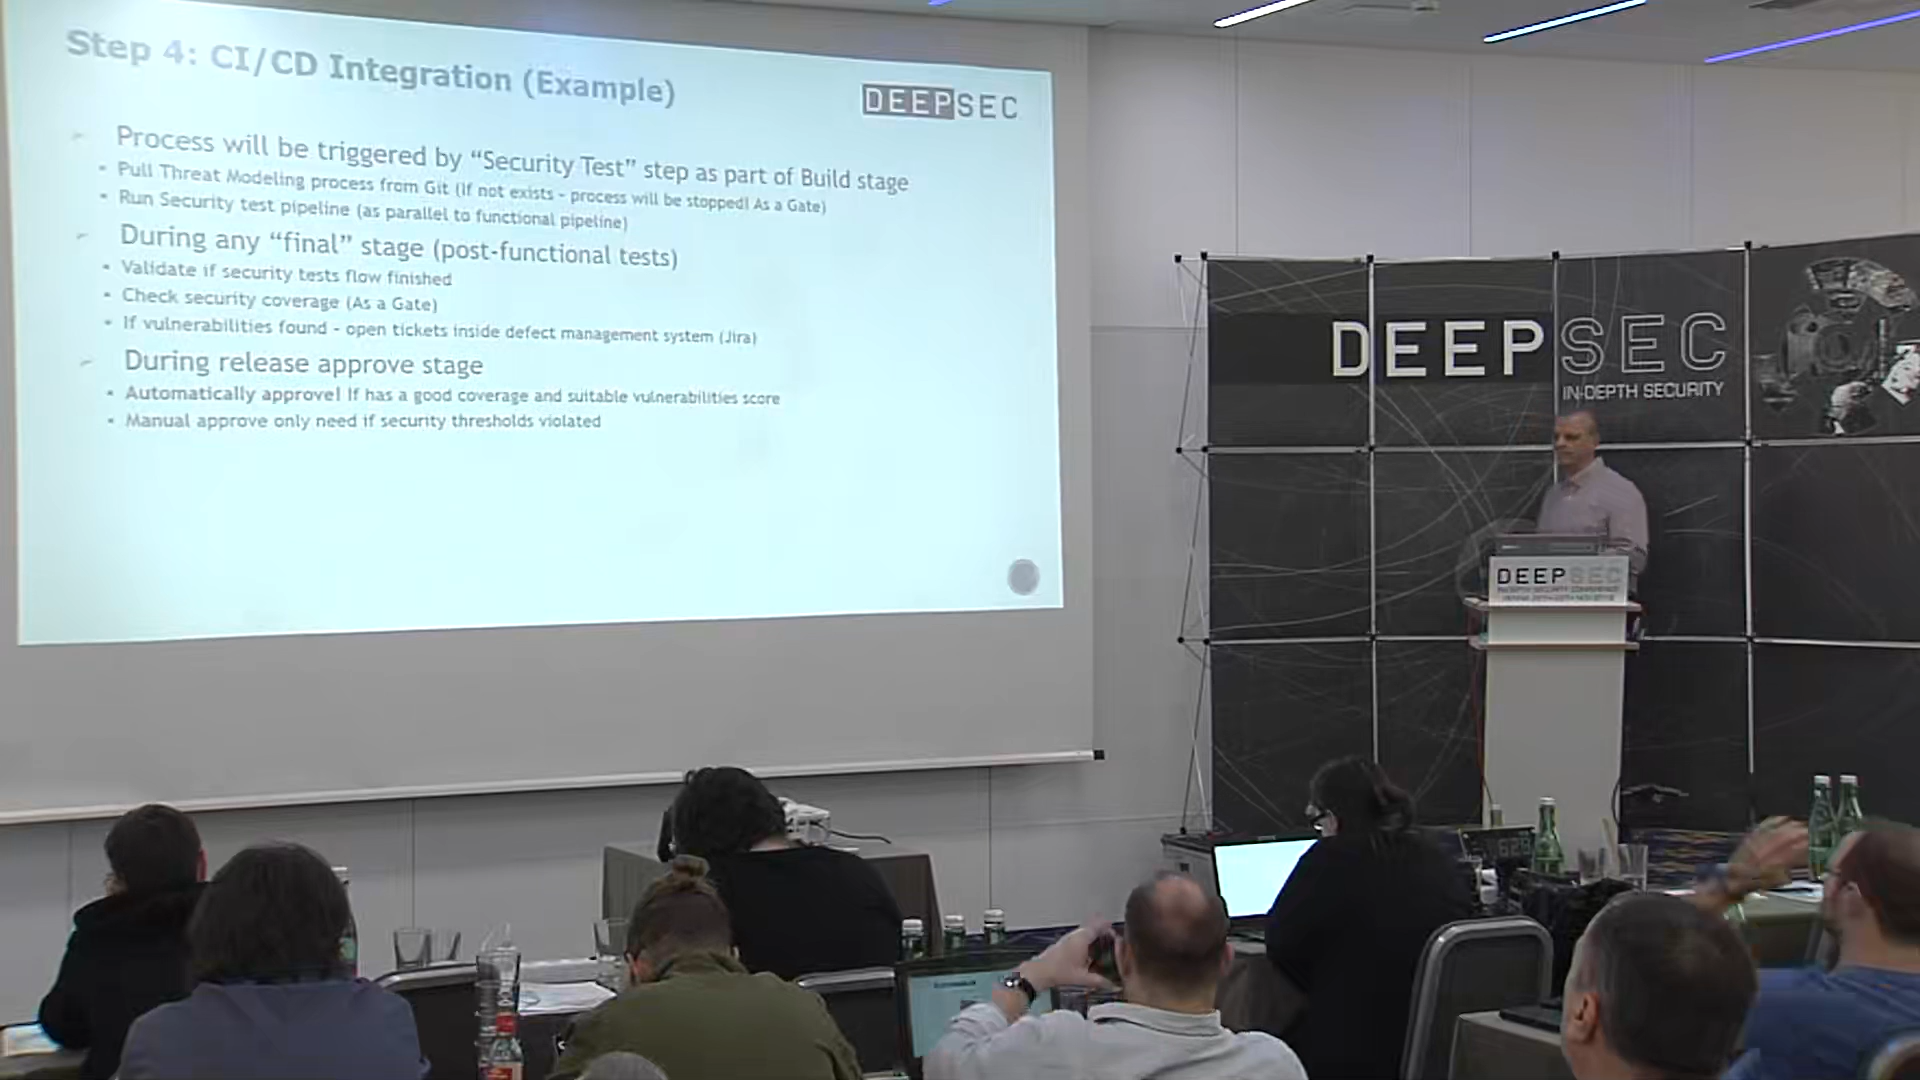 Step 4: CI/CD Integration (Example)
DEEPSEC
Process will be triggered by “Security Test” step as part of Build stage
Pull Threat Modeling process from Git (if not exists - process will be stopped! As a Gate)
Run Security test pipeline (as parallel to functional pipeline)
During any “final” stage (post-functional tests)
Validate if security tests flow finished
Check security coverage (As a Gate)
If vulnerabilities found - open tickets inside defect management system (Jira)
During release approve stage
Automatically approve! If has a good coverage and suitable vulnerabilities score
Manual approve only need if security thresholds violated
DEEPSEC
IN-DEPTH SECURITY
DEEPSEC